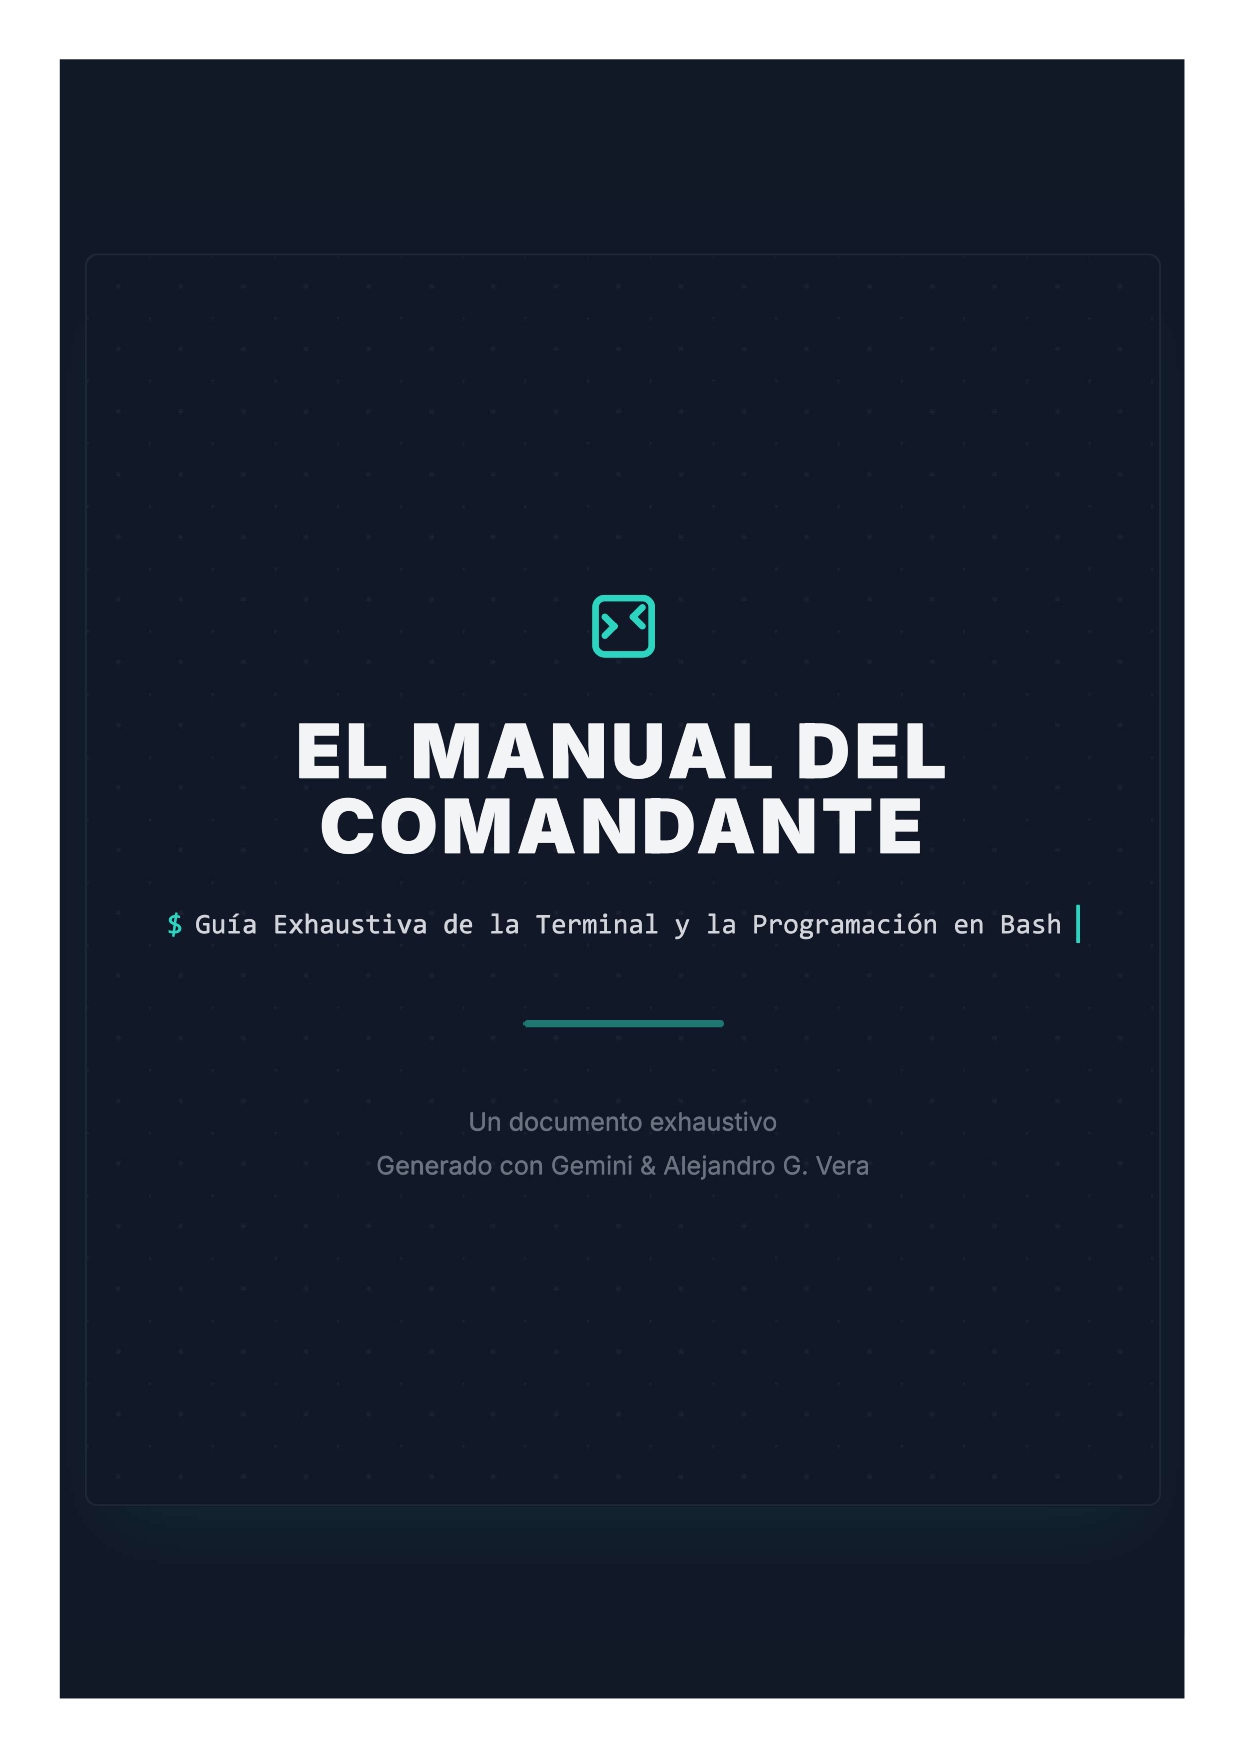 EL MANUAL DEL
COMANDANTE
$ Guía Exhaustiva de la Terminal y la Programación en Bash
Un documento exhaustivo
Generado con Gemini & Alejandro G. Vera